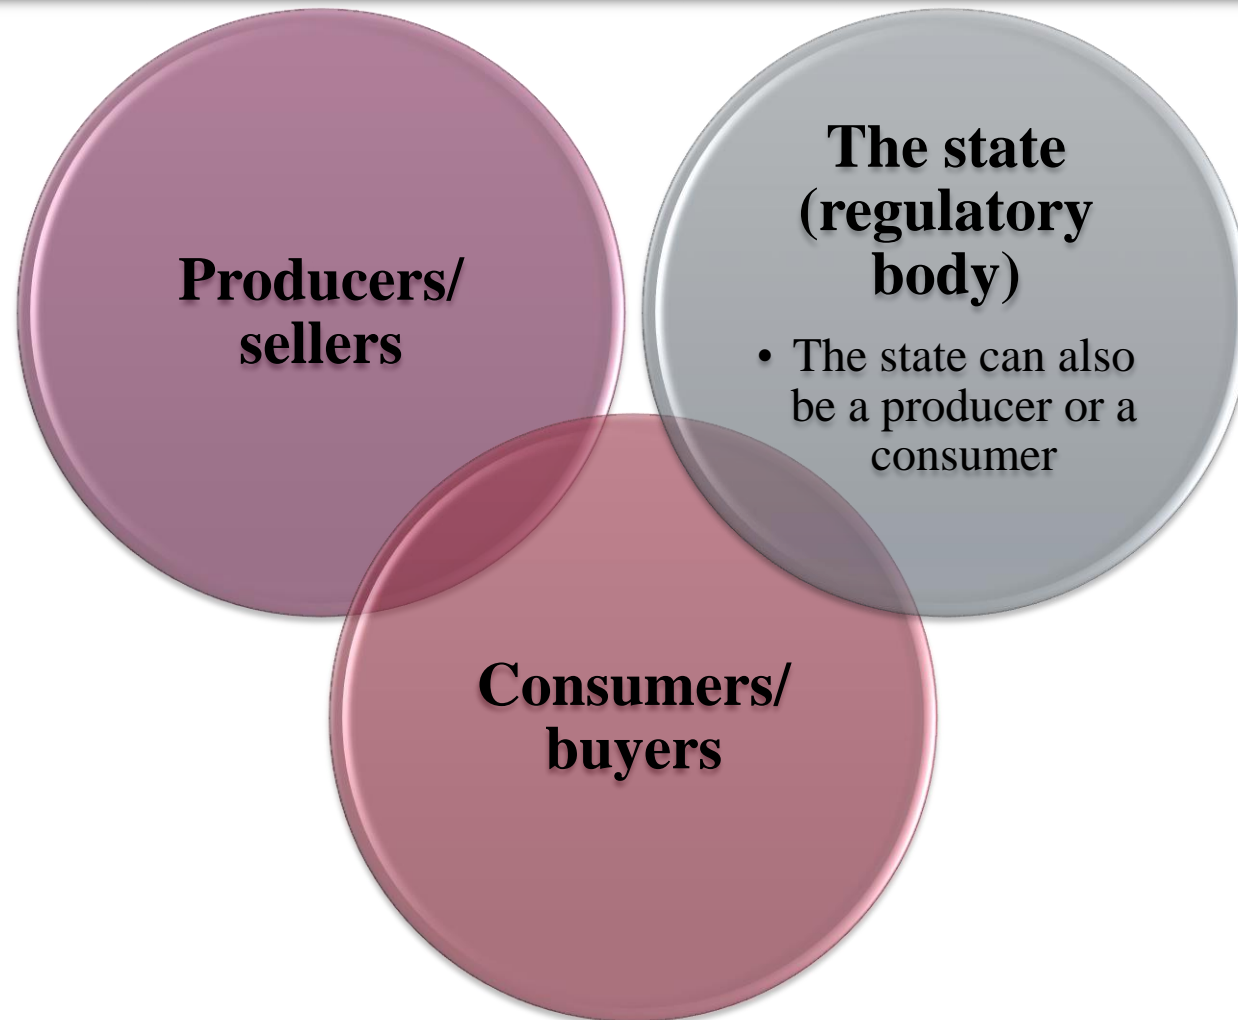 Producers/
sellers
The state
(regulatory
body)
• The state can also
be a producer or a
consumer
Consumers/
buyers